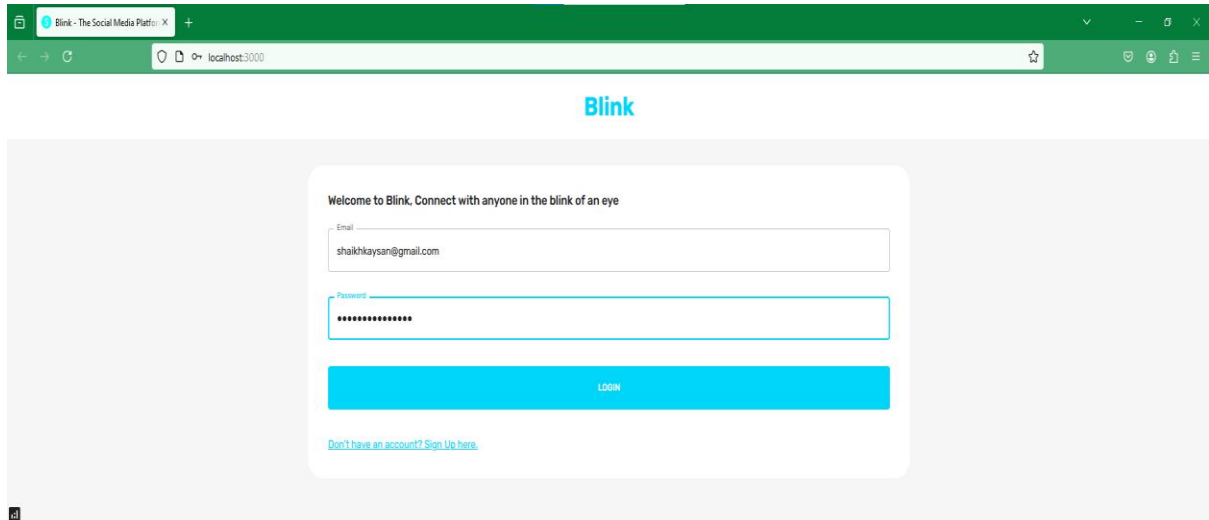 Blink - The Social Media Platfor
localhost:3000
Blink
Welcome to Blink, Connect with anyone in the blink of an eye
Email
shaikhkaysan@gmail.com
Password
•••••••••••••••
LOGIN
Don't have an account? Sign Up here.